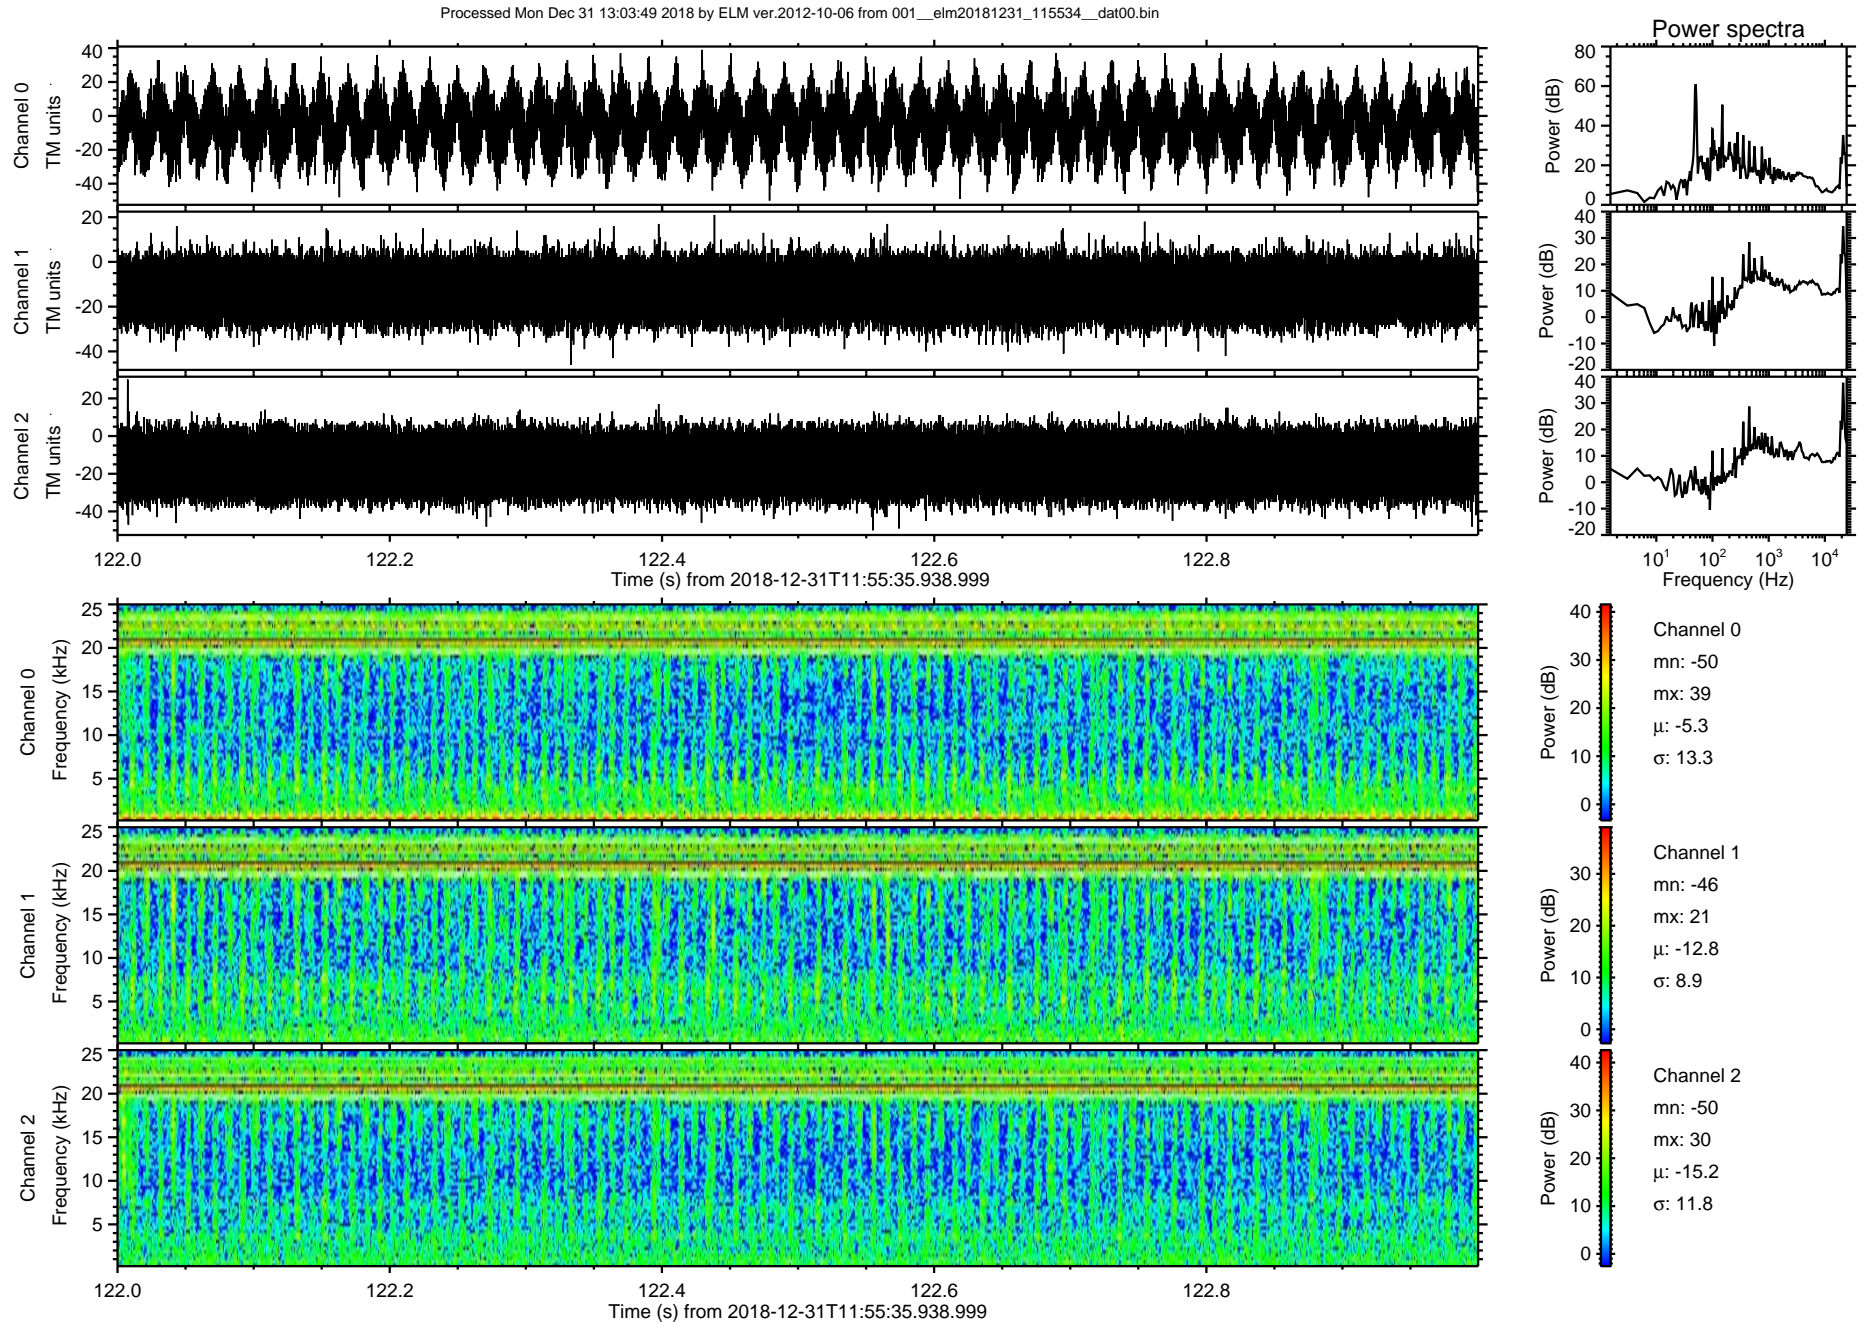 Processed Mon Dec 31 13:03:49 2018 by ELM ver.2012-10-06 from 001__elm20181231_115534__dat00.bin
Power spectra
Channel 0
TM units
40
20
0
-20
-40
Power (dB)
80
60
40
20
0
Channel 1
TM units
20
0
-20
-40
Power (dB)
40
30
20
10
0
-10
-20
Channel 2
TM units
20
0
-20
-40
Power (dB)
40
30
20
10
0
-10
-20
122.0 122.2 122.4 122.6 122.8
Time (s) from 2018-12-31T11:55:35.938.999
10^1 10^2 10^3 10^4
Frequency (Hz)
Channel 0
Frequency (kHz)
25
20
15
10
5
Power (dB)
40
30
20
10
0
Channel 0
mn: -50
mx: 39
μ: -5.3
σ: 13.3
Channel 1
Frequency (kHz)
25
20
15
10
5
Power (dB)
30
20
10
0
Channel 1
mn: -46
mx: 21
μ: -12.8
σ: 8.9
Channel 2
Frequency (kHz)
25
20
15
10
5
Power (dB)
40
30
20
10
0
Channel 2
mn: -50
mx: 30
μ: -15.2
σ: 11.8
122.0 122.2 122.4 122.6 122.8
Time (s) from 2018-12-31T11:55:35.938.999